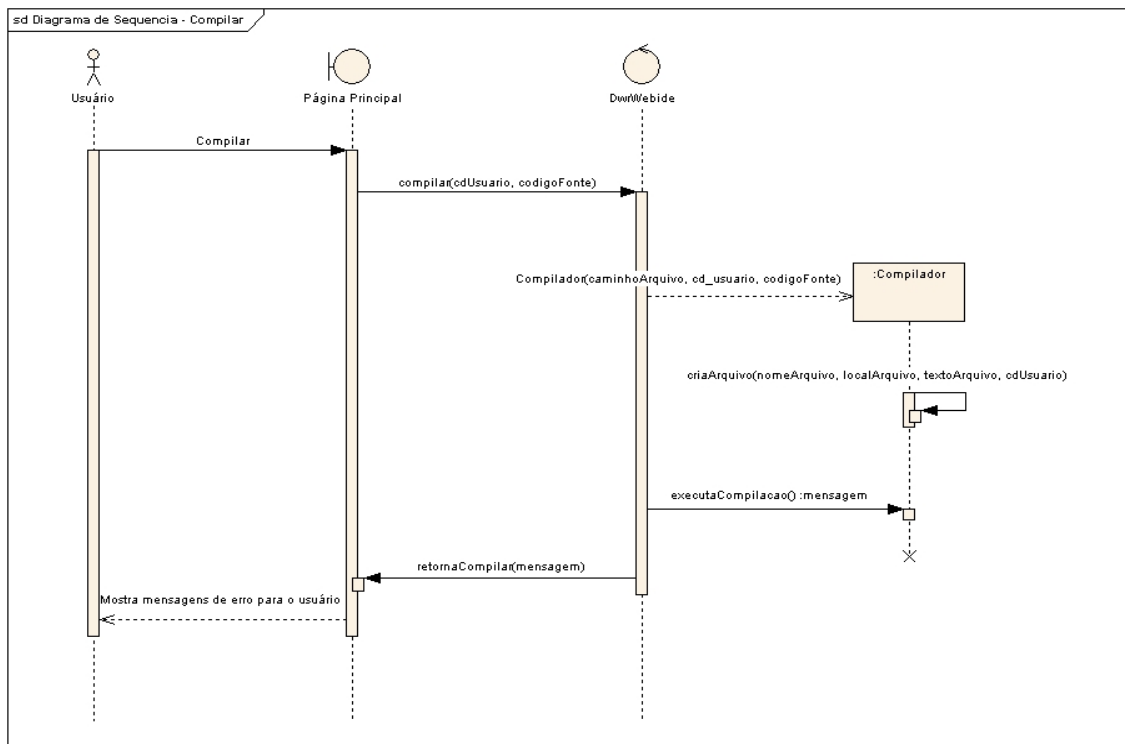 sd Diagrama de Sequencia - Compilar
Usuário
Página Principal
DwrWebide
Compilar
compilar(cdUsuario, codigoFonte)
Compilador(caminhoArquivo, cd_usuario, codigoFonte)
:Compilador
criaArquivo(nomeArquivo, localArquivo, textoArquivo, cdUsuario)
executaCompilacao() :mensagem
retornaCompilar(mensagem)
Mostra mensagens de erro para o usuário